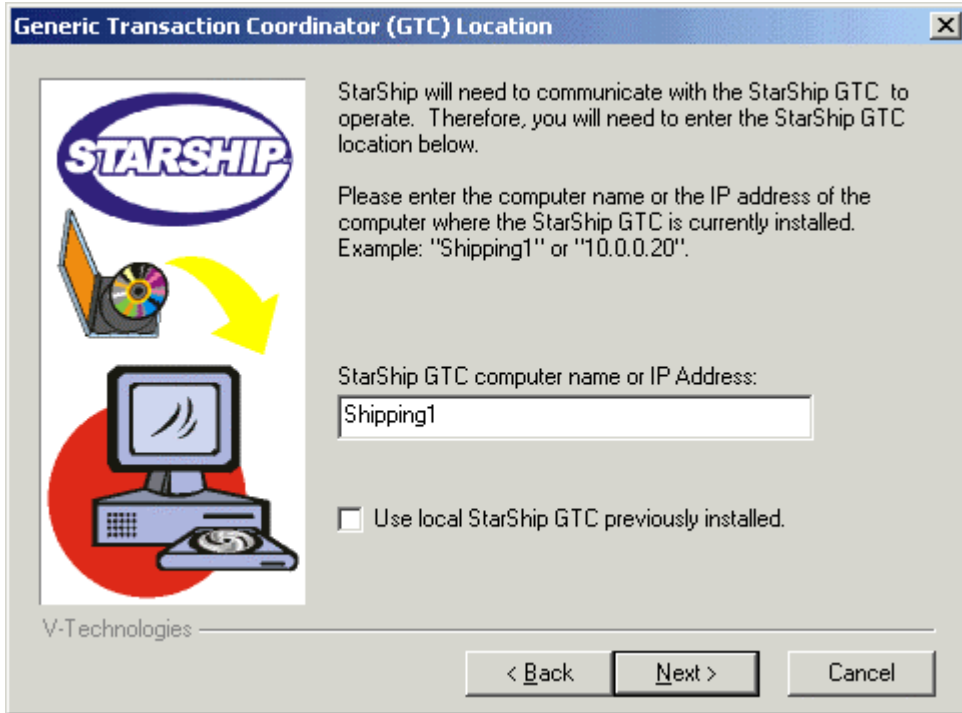 Generic Transaction Coordinator (GTC) Location
STARSHIP
StarShip will need to communicate with the StarShip GTC to
operate. Therefore, you will need to enter the StarShip GTC
location below.
Please enter the computer name or the IP address of the
computer where the StarShip GTC is currently installed.
Example: "Shipping1" or "10.0.0.20".
StarShip GTC computer name or IP Address:
Shipping1
Use local StarShip GTC previously installed.
V-Technologies
< Back
Next >
Cancel